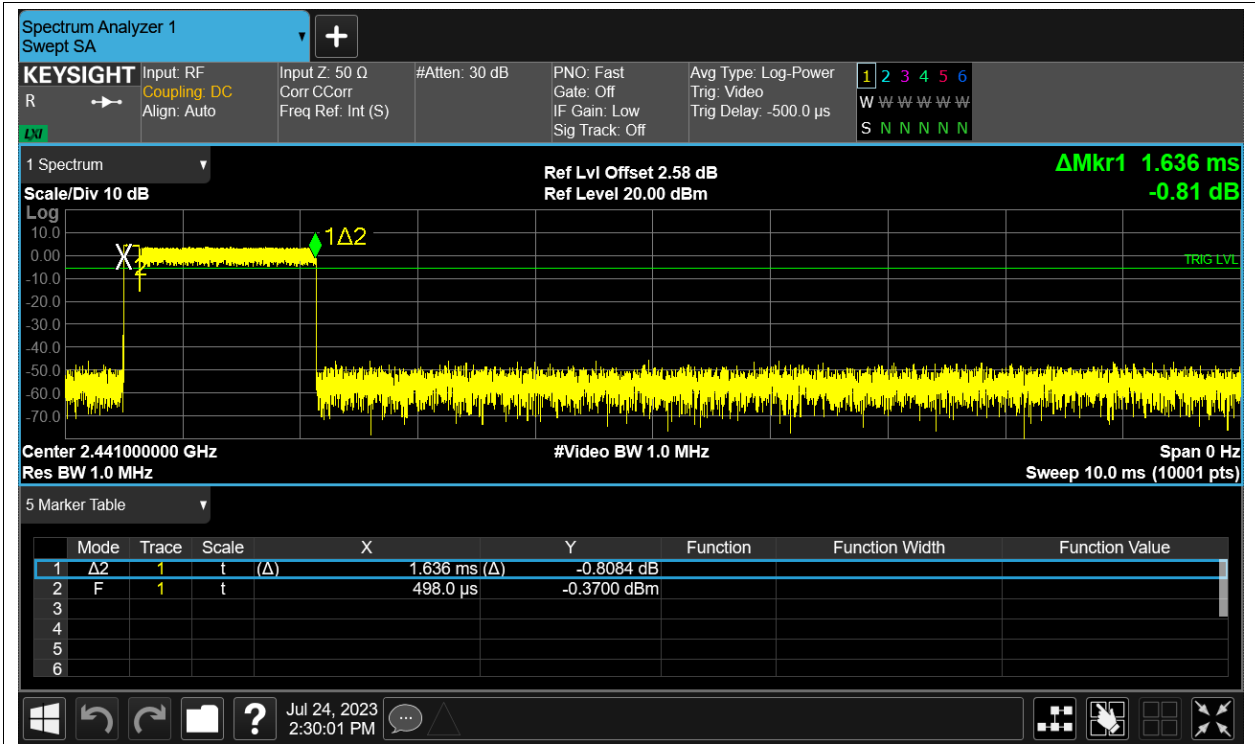 Spectrum Analyzer 1
Swept SA
+
KEYSIGHT Input: RF Input Z: 50 Ω #Atten: 30 dB PNO: Fast Avg Type: Log-Power 1 2 3 4 5 6
R Coupling: DC Corr CCorr Gate: Off Trig: Video W W W W W W
Align: Auto Freq Ref: Int (S) IF Gain: Low Trig Delay: -500.0 µs
LXI Sig Track: Off S N N N N N
1 Spectrum Ref Lvl Offset 2.58 dB ΔMkr1 1.636 ms
Scale/Div 10 dB Ref Level 20.00 dBm -0.81 dB
Log
10.0
1Δ2
0.00
X
2
TRIG LVL
-10.0
-20.0
-30.0
-40.0
-50.0
-60.0
-70.0
Center 2.441000000 GHz #Video BW 1.0 MHz Span 0 Hz
Res BW 1.0 MHz Sweep 10.0 ms (10001 pts)
5 Marker Table
Mode Trace Scale X Y Function Function Width Function Value
1 Δ2 1 t (Δ) 1.636 ms (Δ) -0.8084 dB
2 F 1 t 498.0 µs -0.3700 dBm
3
4
5
6
? Jul 24, 2023
2:30:01 PM